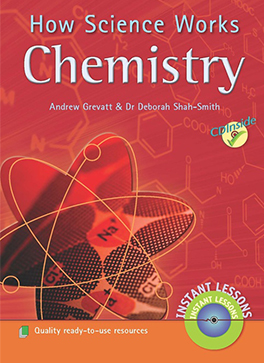 How Science Works
Chemistry
Andrew Grevatt & Dr Deborah Shah-Smith
CD Inside
INSTANT LESSONS
INSTANT LESSONS
Quality ready-to-use resources